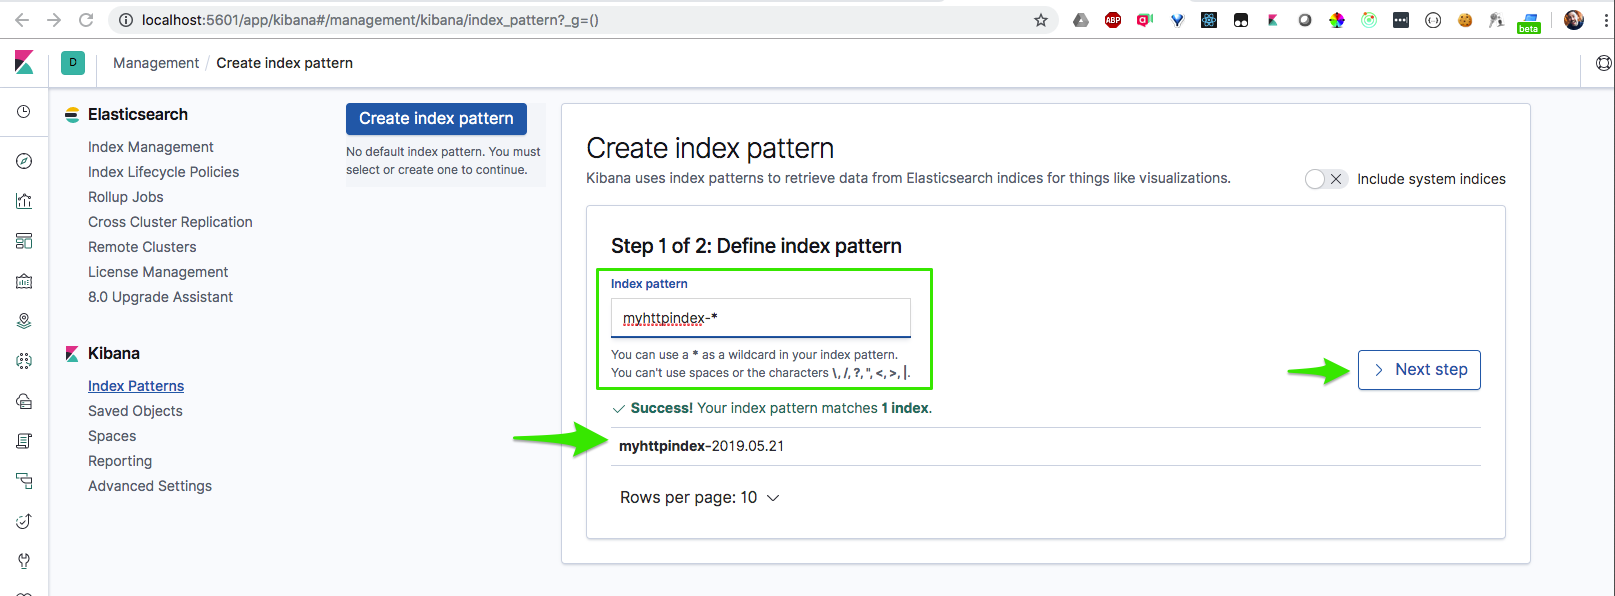 localhost:5601/app/kibana#/management/kibana/index_pattern?_g=()
ABP
beta
D
Management / Create index pattern
Elasticsearch
Index Management
Index Lifecycle Policies
Rollup Jobs
Cross Cluster Replication
Remote Clusters
License Management
8.0 Upgrade Assistant
Kibana
Index Patterns
Saved Objects
Spaces
Reporting
Advanced Settings
Create index pattern
No default index pattern. You must
select or create one to continue.
Create index pattern
Kibana uses index patterns to retrieve data from Elasticsearch indices for things like visualizations.
Include system indices
Step 1 of 2: Define index pattern
Index pattern
myhttpindex-*
You can use a * as a wildcard in your index pattern.
You can't use spaces or the characters \, /, ?, ", <, >, |.
Next step
Success! Your index pattern matches 1 index.
myhttpindex-2019.05.21
Rows per page: 10